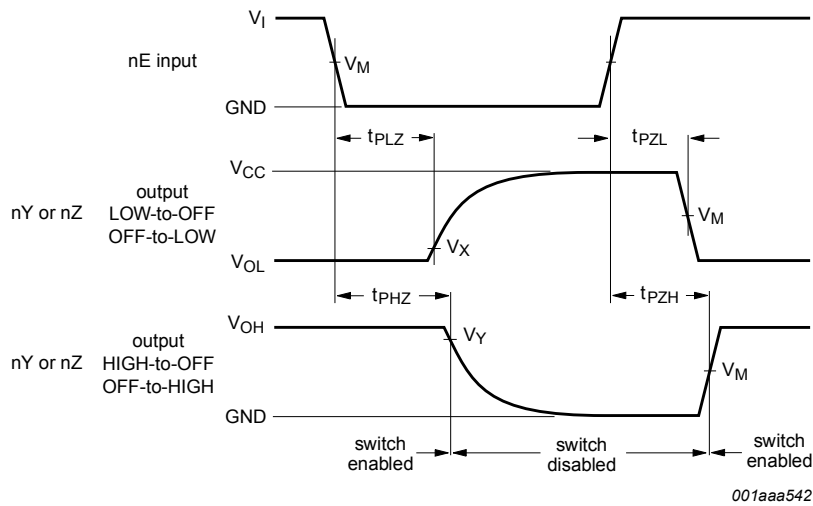 V_I
nE input
V_M
GND
t_PLZ
t_PZL
V_CC
nY or nZ
output
LOW-to-OFF
OFF-to-LOW
V_M
V_X
V_OL
t_PHZ
t_PZH
V_OH
nY or nZ
output
HIGH-to-OFF
OFF-to-HIGH
V_Y
V_M
GND
switch
enabled
switch
disabled
switch
enabled
001aaa542